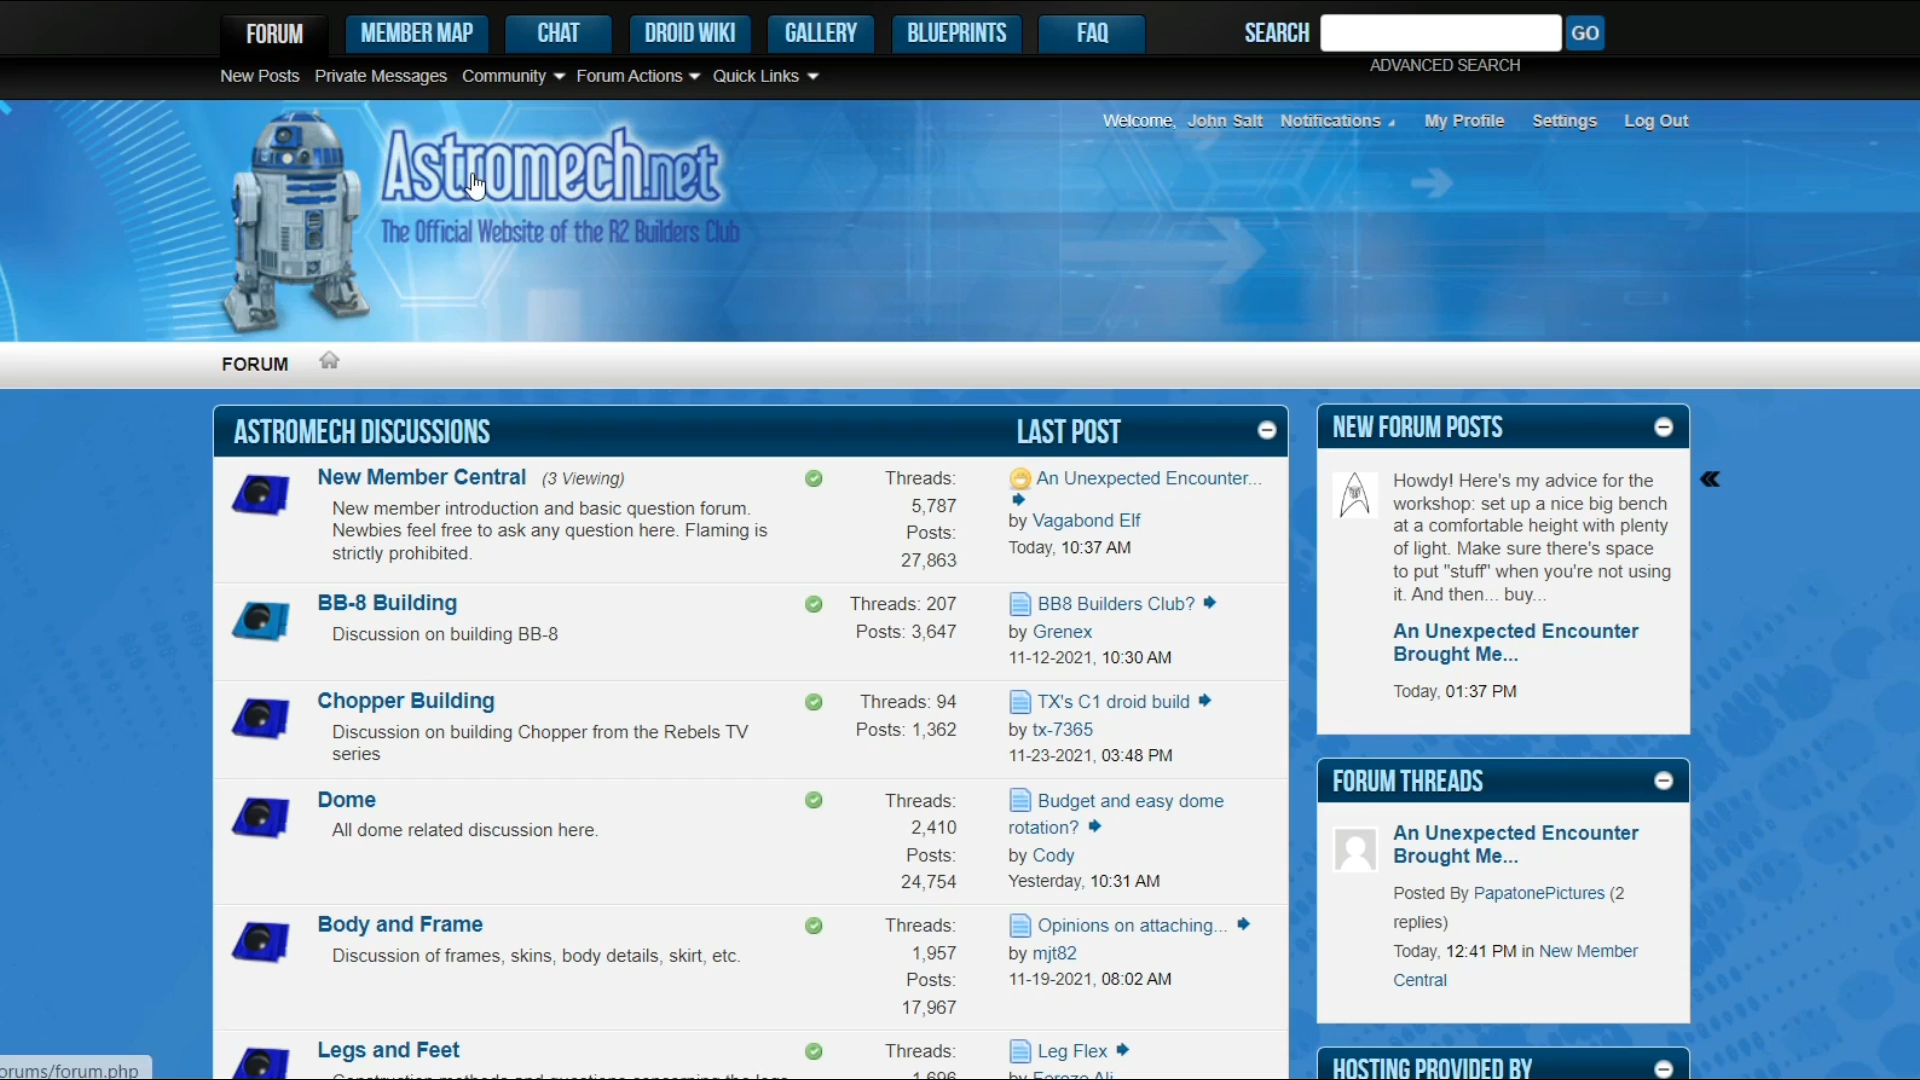 FORUM MEMBER MAP CHAT DROID WIKI GALLERY BLUEPRINTS FAQ SEARCH GO
ADVANCED SEARCH
New Posts Private Messages Community Forum Actions Quick Links
Welcome, John Salt Notifications My Profile Settings Log Out
Astromech.net
The Official Website of the R2 Builders Club
FORUM
ASTROMECH DISCUSSIONS LAST POST
New Member Central (3 Viewing)
New member introduction and basic question forum.
Newbies feel free to ask any question here. Flaming is
strictly prohibited.
Threads:
5,787
Posts:
27,863
An Unexpected Encounter...
by Vagabond Elf
Today, 10:37 AM
BB-8 Building
Discussion on building BB-8
Threads: 207
Posts: 3,647
BB8 Builders Club?
by Grenex
11-12-2021, 10:30 AM
Chopper Building
Discussion on building Chopper from the Rebels TV
series
Threads: 94
Posts: 1,362
TX's C1 droid build
by tx-7365
11-23-2021, 03:48 PM
Dome
All dome related discussion here.
Threads:
2,410
Posts:
24,754
Budget and easy dome
rotation?
by Cody
Yesterday, 10:31 AM
Body and Frame
Discussion of frames, skins, body details, skirt, etc.
Threads:
1,957
Posts:
17,967
Opinions on attaching...
by mjt82
11-19-2021, 08:02 AM
Legs and Feet
Construction methods and questions concerning the legs
Threads:
1,696
Leg Flex
by Feroze Ali
NEW FORUM POSTS
Howdy! Here's my advice for the
workshop: set up a nice big bench
at a comfortable height with plenty
of light. Make sure there's space
to put "stuff" when you're not using
it. And then... buy...
An Unexpected Encounter
Brought Me...
Today, 01:37 PM
FORUM THREADS
An Unexpected Encounter
Brought Me...
Posted By PapatonePictures (2
replies)
Today, 12:41 PM in New Member
Central
HOSTING PROVIDED BY
orums/forum.php